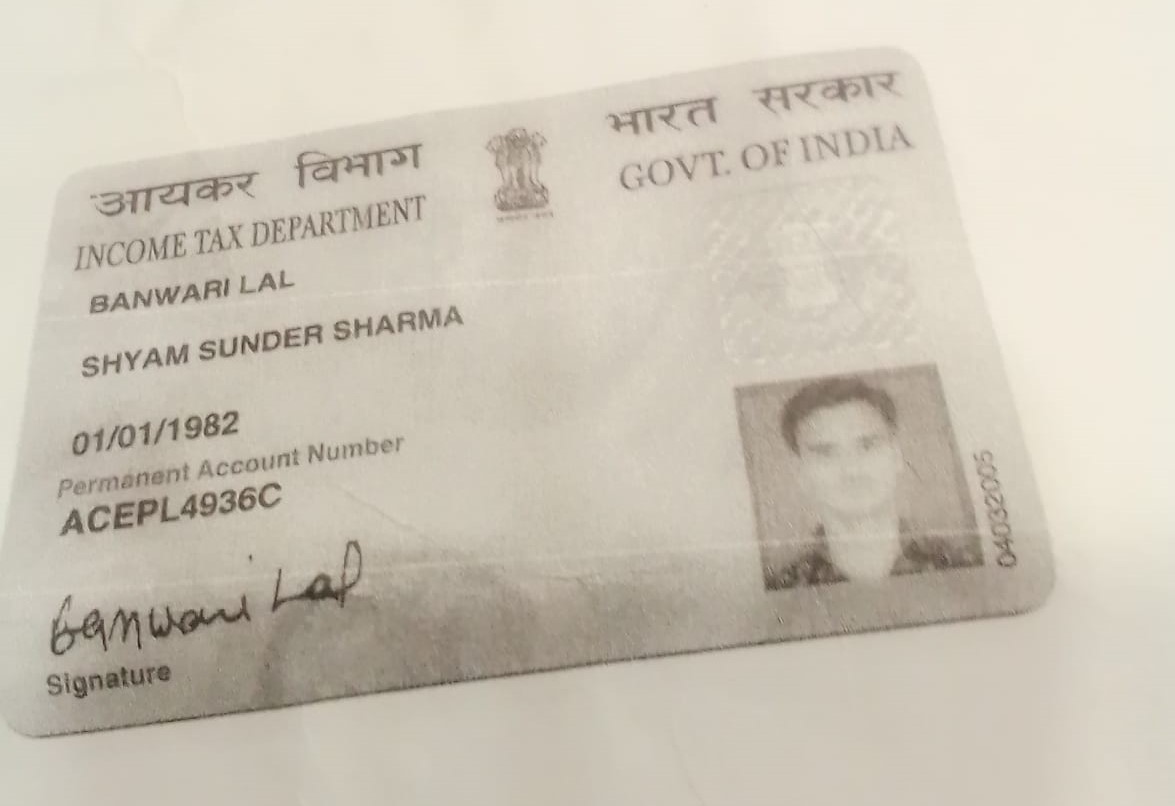 आयकर विभाग
भारत सरकार
INCOME TAX DEPARTMENT
GOVT. OF INDIA
BANWARI LAL
SHYAM SUNDER SHARMA
01/01/1982
Permanent Account Number
ACEPL4936C
04032005
Banwari Lal
Signature